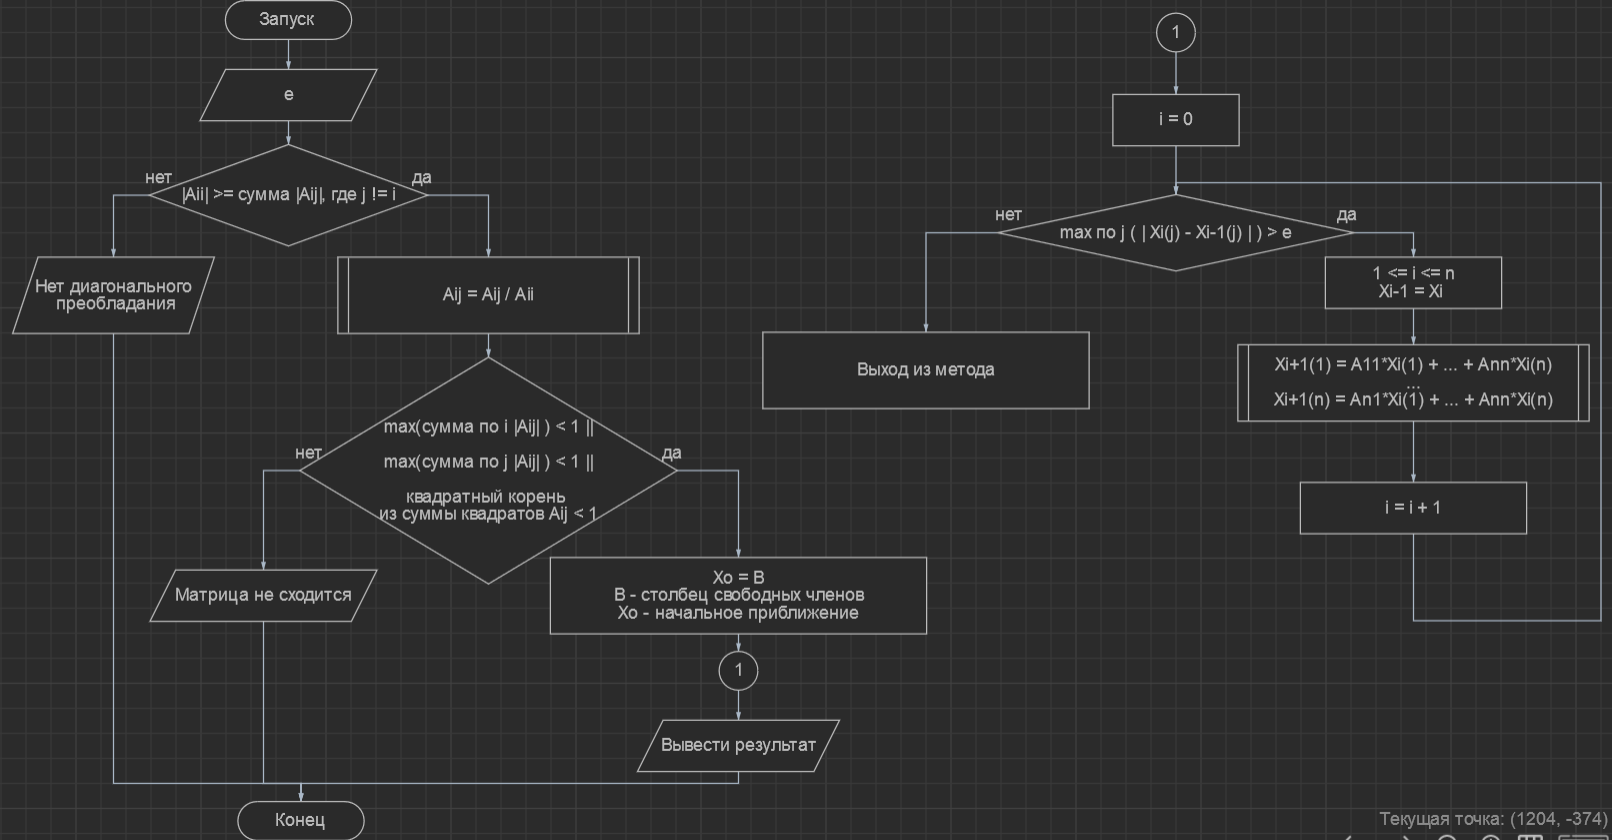 Запуск
e
нет
да
|Aii| >= сумма |Aij|, где j != i
Нет диагонального
преобладания
Aij = Aij / Aii
max(сумма по i |Aij| ) < 1 ||
нет
да
max(сумма по j |Aij| ) < 1 ||
квадратный корень
из суммы квадратов Aij < 1
Матрица не сходится
Xo = B
B - столбец свободных членов
Xo - начальное приближение
1
Вывести результат
Конец
1
i = 0
нет
да
max по j ( | Xi(j) - Xi-1(j) | ) > e
1 <= i <= n
Xi-1 = Xi
Выход из метода
Xi+1(1) = A11*Xi(1) + ... + Ann*Xi(n)
...
Xi+1(n) = An1*Xi(1) + ... + Ann*Xi(n)
i = i + 1
Текущая точка: (1204, -374)